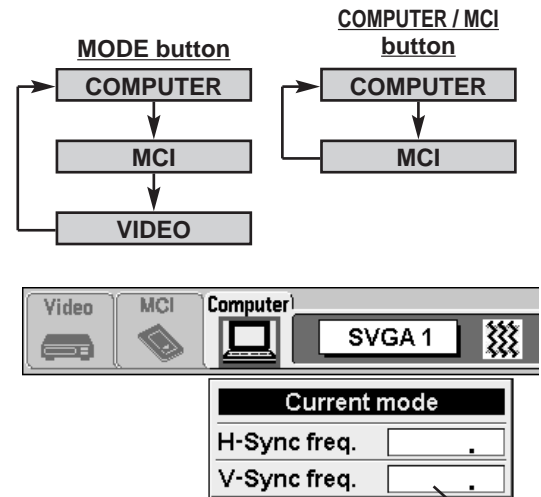 MODE button
COMPUTER
MCI
VIDEO
COMPUTER / MCI
button
COMPUTER
MCI
Video MCI Computer
SVGA 1
Current mode
H-Sync freq. .
V-Sync freq. .